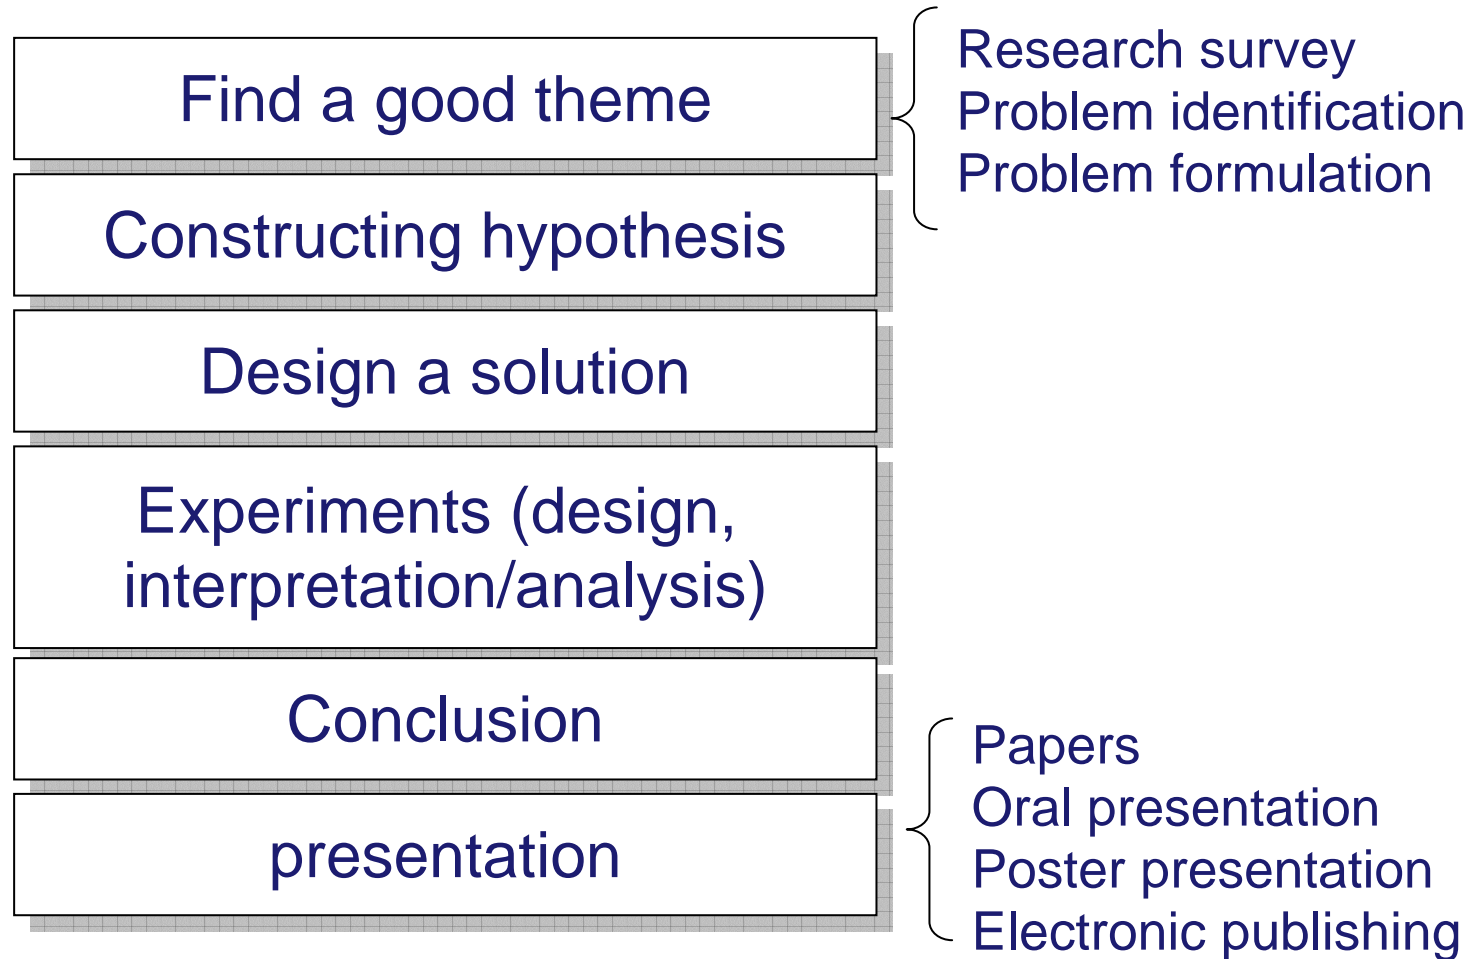 Find a good theme
Research survey
Problem identification
Problem formulation
Constructing hypothesis
Design a solution
Experiments (design,
interpretation/analysis)
Conclusion
presentation
Papers
Oral presentation
Poster presentation
Electronic publishing